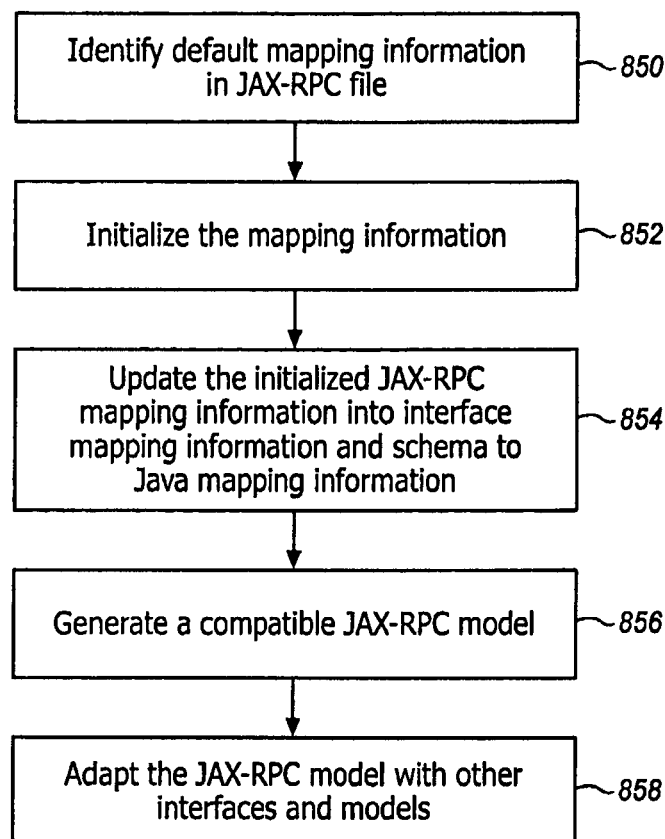 Identify default mapping information
in JAX-RPC file
850
Initialize the mapping information
852
Update the initialized JAX-RPC
mapping information into interface
mapping information and schema to
Java mapping information
854
Generate a compatible JAX-RPC model
856
Adapt the JAX-RPC model with other
interfaces and models
858